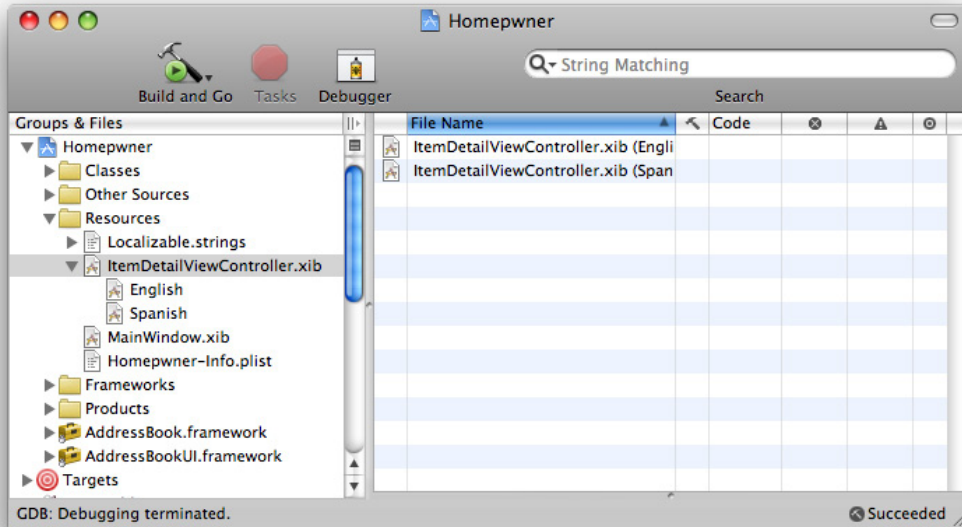 Homepwner
String Matching
Build and Go
Tasks
Debugger
Search
Groups & Files
Homepwner
Classes
Other Sources
Resources
Localizable.strings
ItemDetailViewController.xib
English
Spanish
MainWindow.xib
Homepwner-Info.plist
Frameworks
Products
AddressBook.framework
AddressBookUI.framework
Targets
File Name
Code
ItemDetailViewController.xib (Engli
ItemDetailViewController.xib (Span
GDB: Debugging terminated.
Succeeded